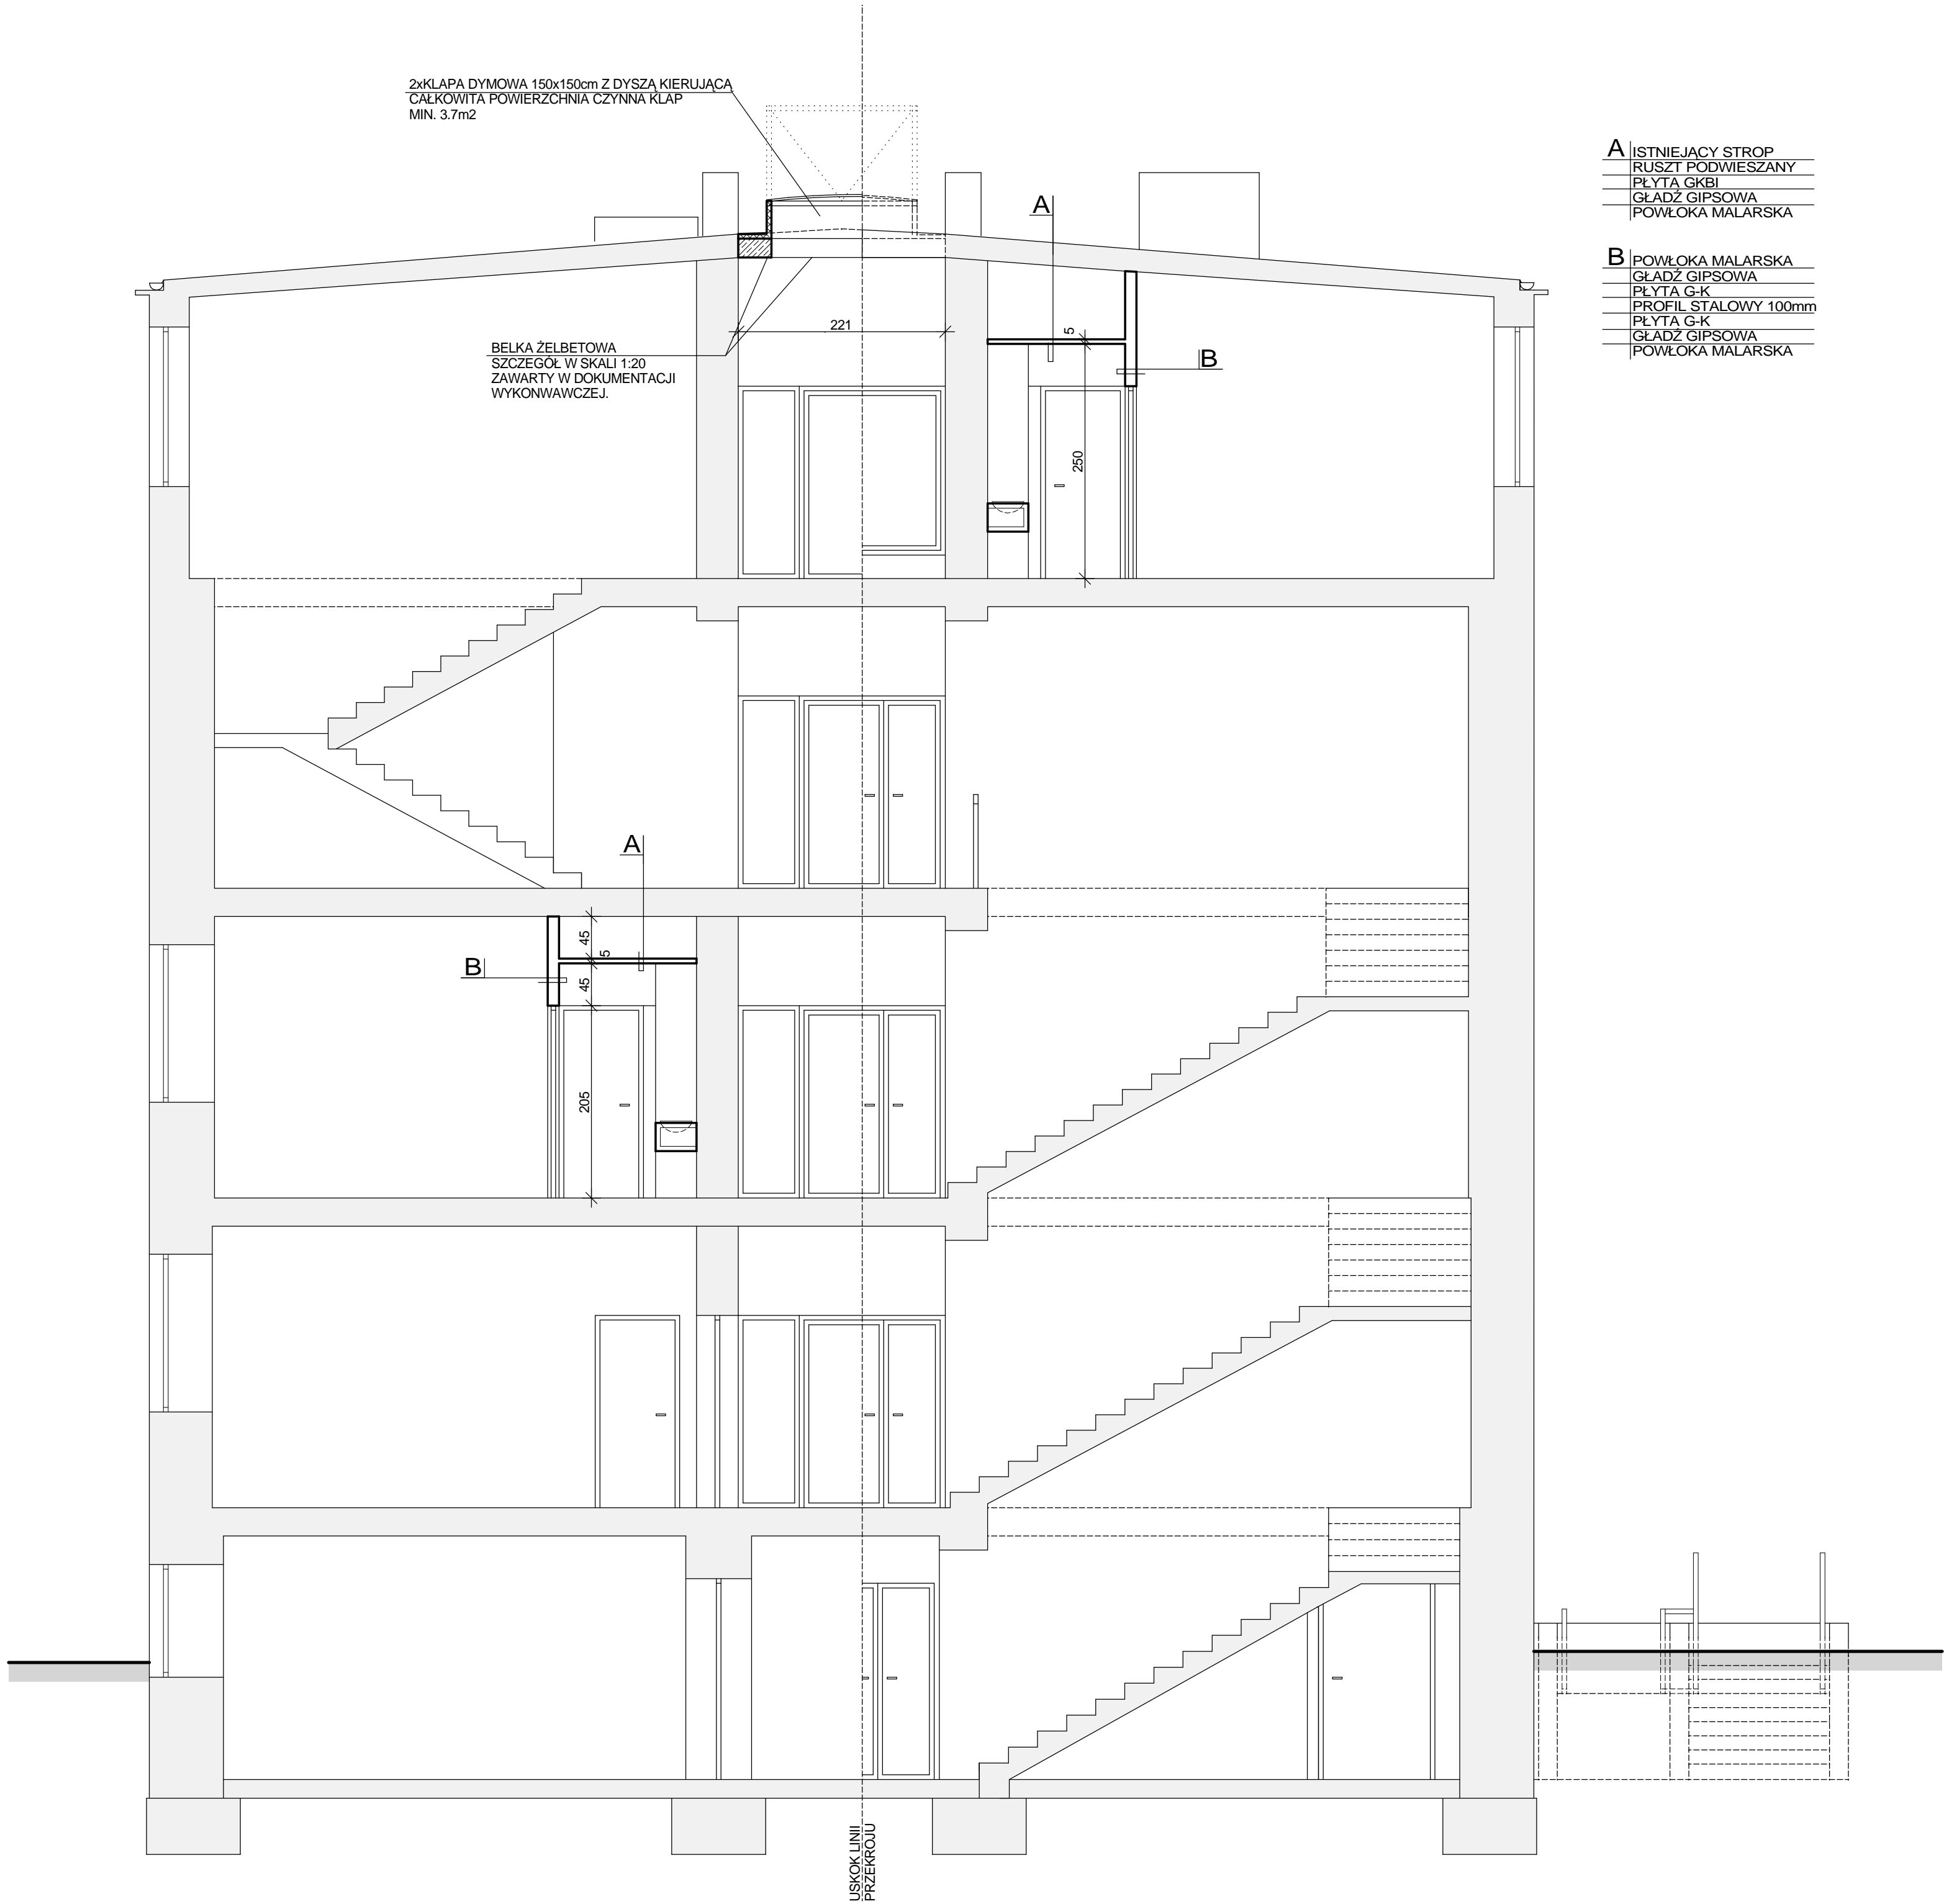 2xKLAPA DYMOWA 150x150cm Z DYSZĄ KIERUJĄCĄ
CAŁKOWITA POWIERZCHNIA CZYNNA KLAP
MIN. 3.7m2
A ISTNIEJĄCY STROP
RUSZT PODWIESZANY
PŁYTA GKBI
GŁADŹ GIPSOWA
POWŁOKA MALARSKA
B POWŁOKA MALARSKA
GŁADŹ GIPSOWA
PŁYTA G-K
PROFIL STALOWY 100mm
PŁYTA G-K
GŁADŹ GIPSOWA
POWŁOKA MALARSKA
A
221
5
B
BELKA ŻELBETOWA
SZCZEGÓŁ W SKALI 1:20
ZAWARTY W DOKUMENTACJI
WYKONWAWCZEJ.
250
A
45
5
B
45
205
USKOK LINII
PRZEKROJU